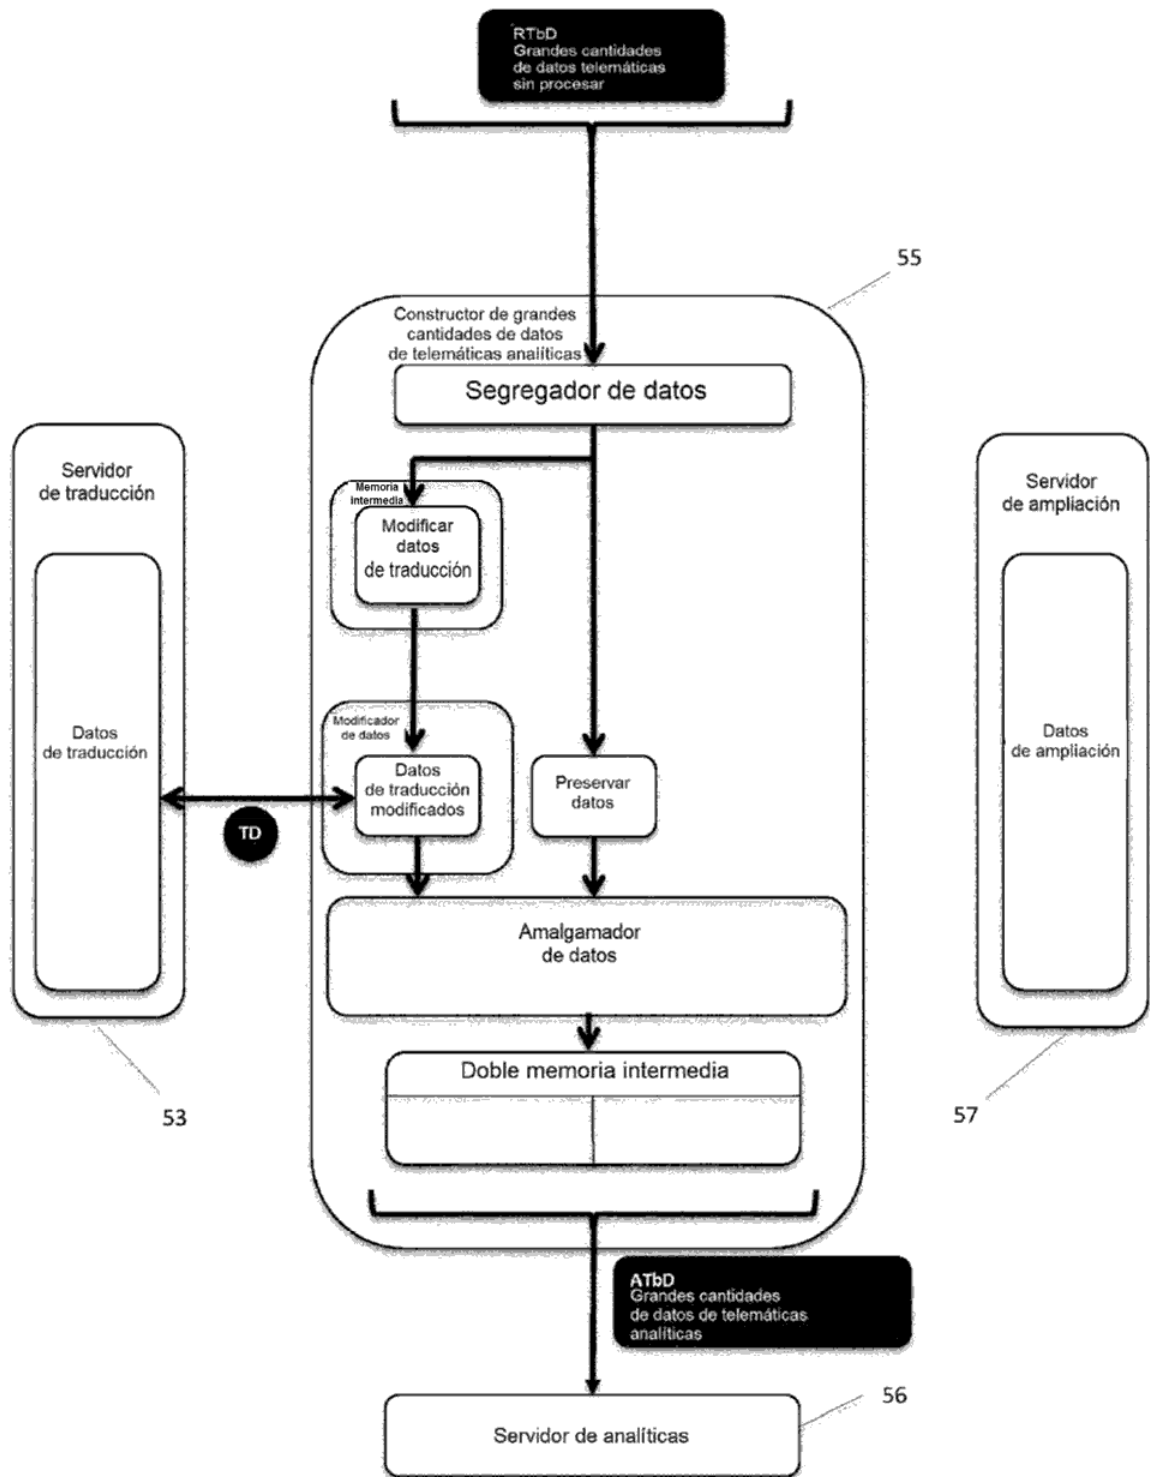 RTbD
Grandes cantidades
de datos telemáticas
sin procesar
55
Constructor de grandes
cantidades de datos
de telemáticas analíticas
Segregador de datos
Servidor
de traducción
Memoria
intermedia
Modificar
datos
de traducción
Servidor
de ampliación
Modificador
de datos
Datos
de traducción
Datos
de traducción
modificados
Preservar
datos
Datos
de ampliación
TD
Amalgamador
de datos
Doble memoria intermedia
53
57
ATbD
Grandes cantidades
de datos de telemáticas
analíticas
56
Servidor de analíticas